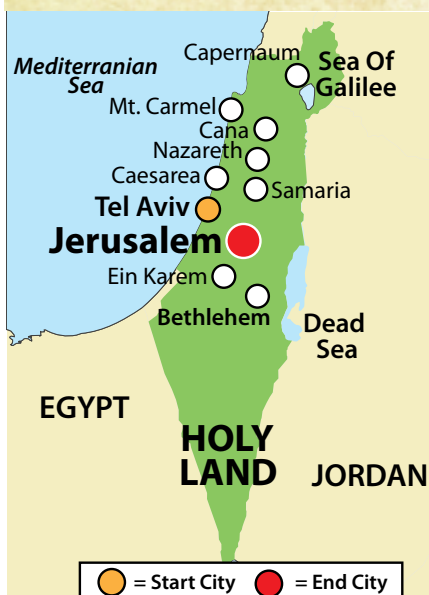 Capernaum
Mediterranian
Sea
Sea Of
Galilee
Mt. Carmel
Cana
Nazareth
Caesarea
Samaria
Tel Aviv
Jerusalem
Ein Karem
Bethlehem
Dead
Sea
EGYPT
HOLY
LAND
JORDAN
= Start City
= End City